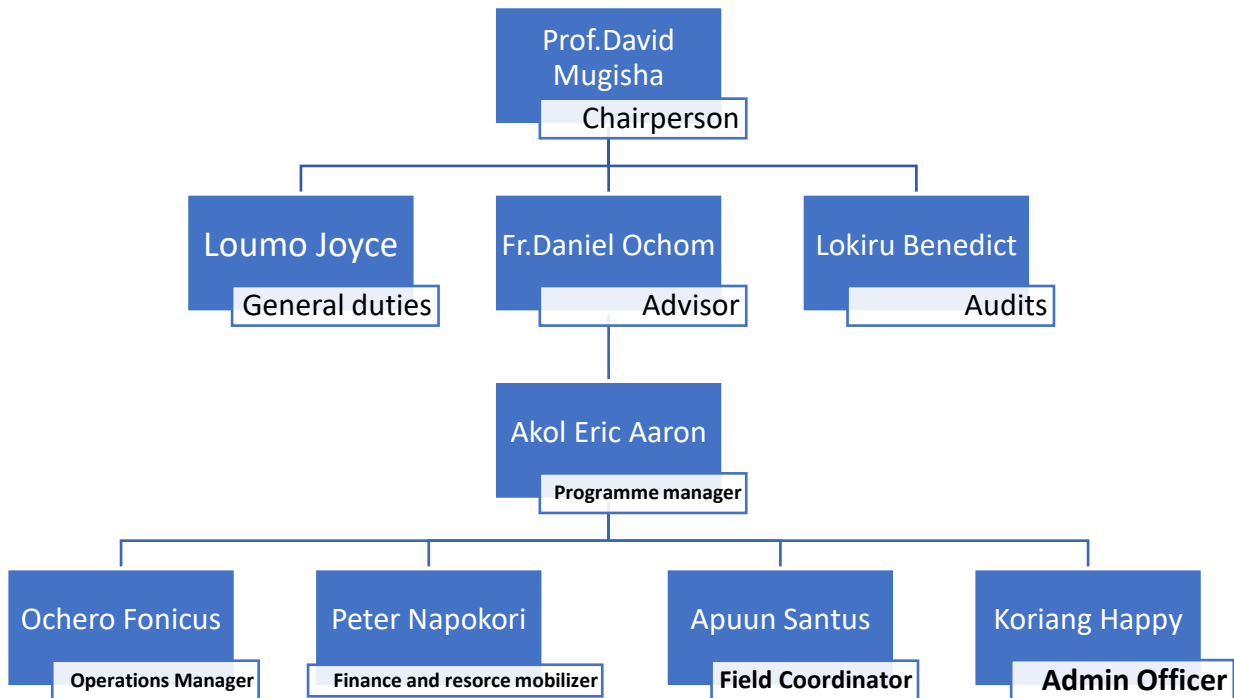 Prof.David
Mugisha
Chairperson
Loumo Joyce
General duties
Fr.Daniel Ochom
Advisor
Lokiru Benedict
Audits
Akol Eric Aaron
Programme manager
Ochero Fonicus
Operations Manager
Peter Napokori
Finance and resorce mobilizer
Apuun Santus
Field Coordinator
Koriang Happy
Admin Officer